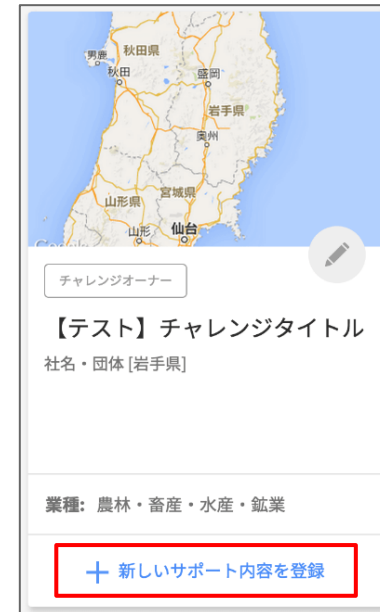 男鹿
秋田県
秋田
盛岡
岩手県
奥州
山形県
宮城県
山形
仙台
チャレンジオーナー
【テスト】チャレンジタイトル
社名・団体 [岩手県]
業種: 農林・畜産・水産・鉱業
+ 新しいサポート内容を登録